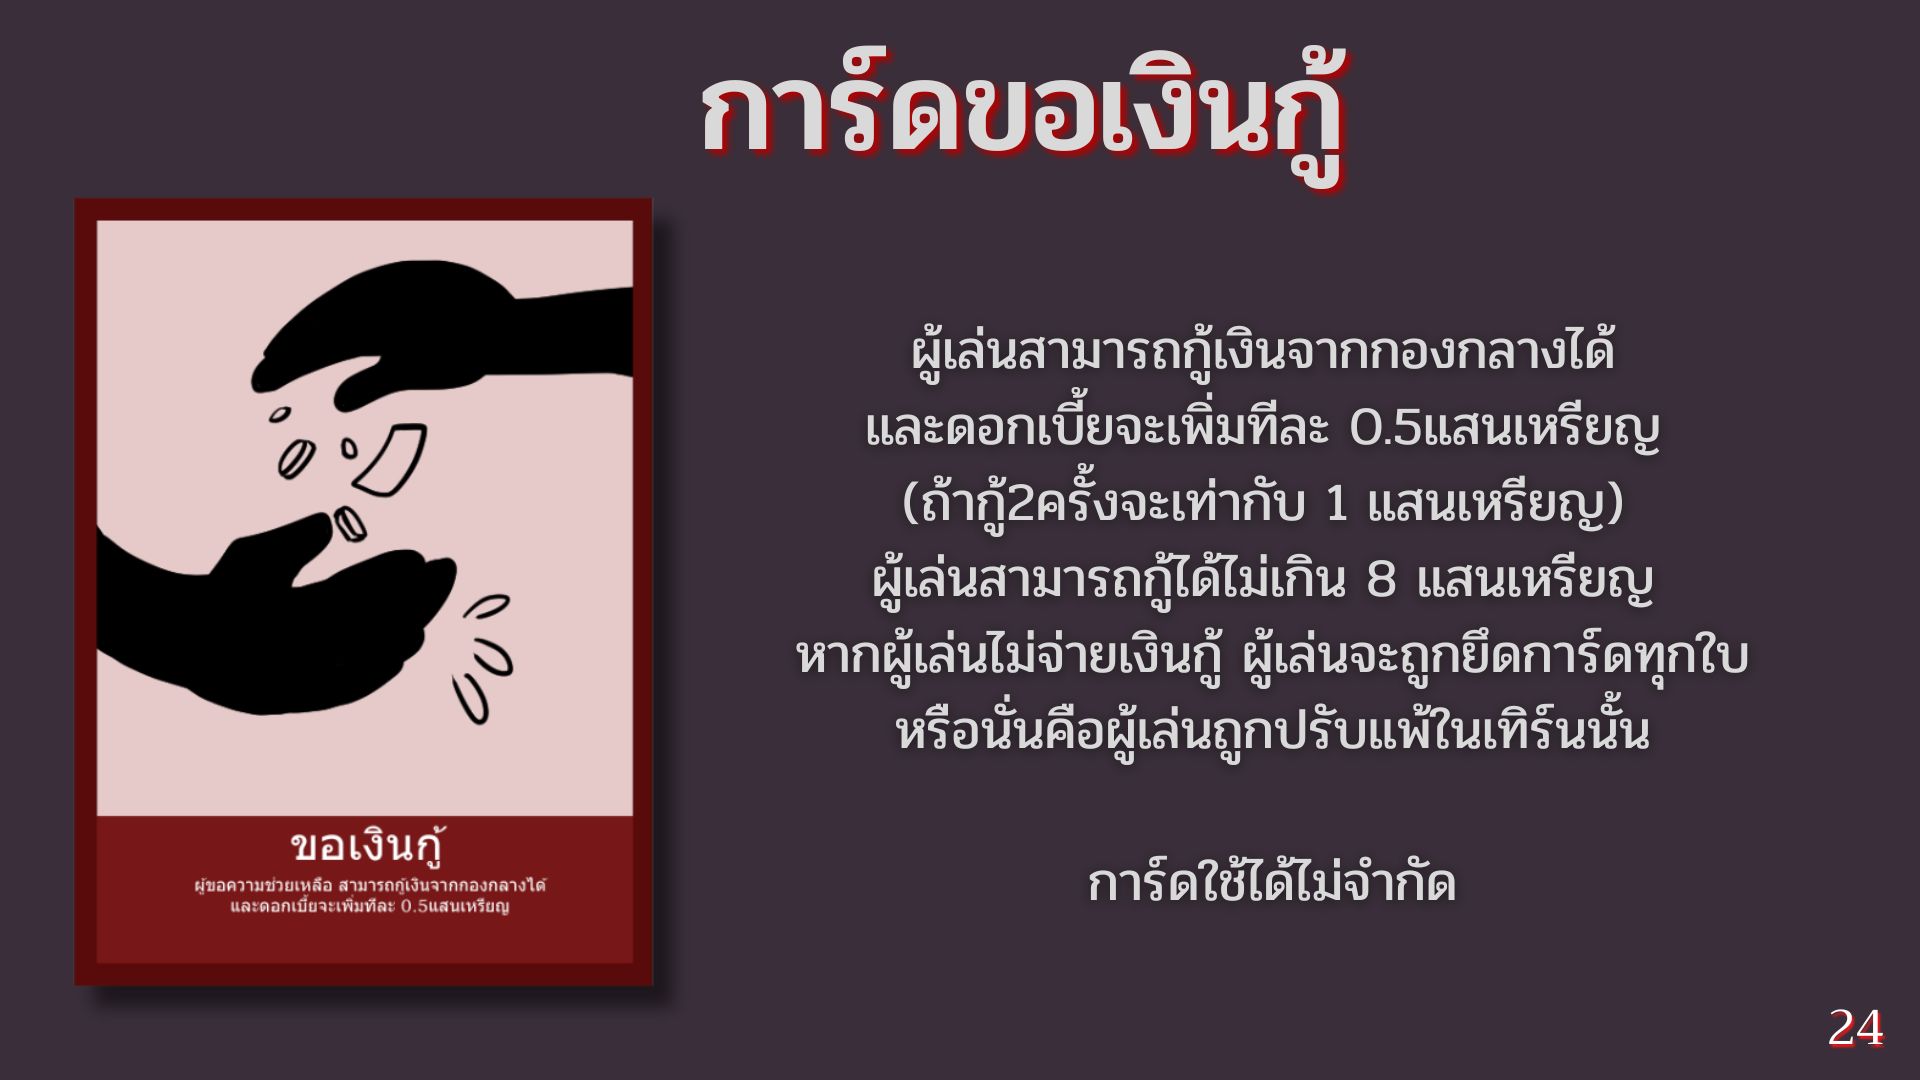 การ์ดขอเงินกู้
ผู้เล่นสามารถกู้เงินจากกองกลางได้
และดอกเบี้ยจะเพิ่มทีละ 0.5แสนเหรียญ
(ถ้ากู้2ครั้งจะเท่ากับ 1 แสนเหรียญ)
ผู้เล่นสามารถกู้ได้ไม่เกิน 8 แสนเหรียญ
หากผู้เล่นไม่จ่ายเงินกู้ ผู้เล่นจะถูกยึดการ์ดทุกใบ
หรือนั่นคือผู้เล่นถูกปรับแพ้ในเทิร์นนั้น
การ์ดใช้ได้ไม่จำกัด
ขอเงินกู้
ผู้ขอความช่วยเหลือ สามารถกู้เงินจากกองกลางได้
และดอกเบี้ยจะเพิ่มทีละ 0.5แสนเหรียญ
24